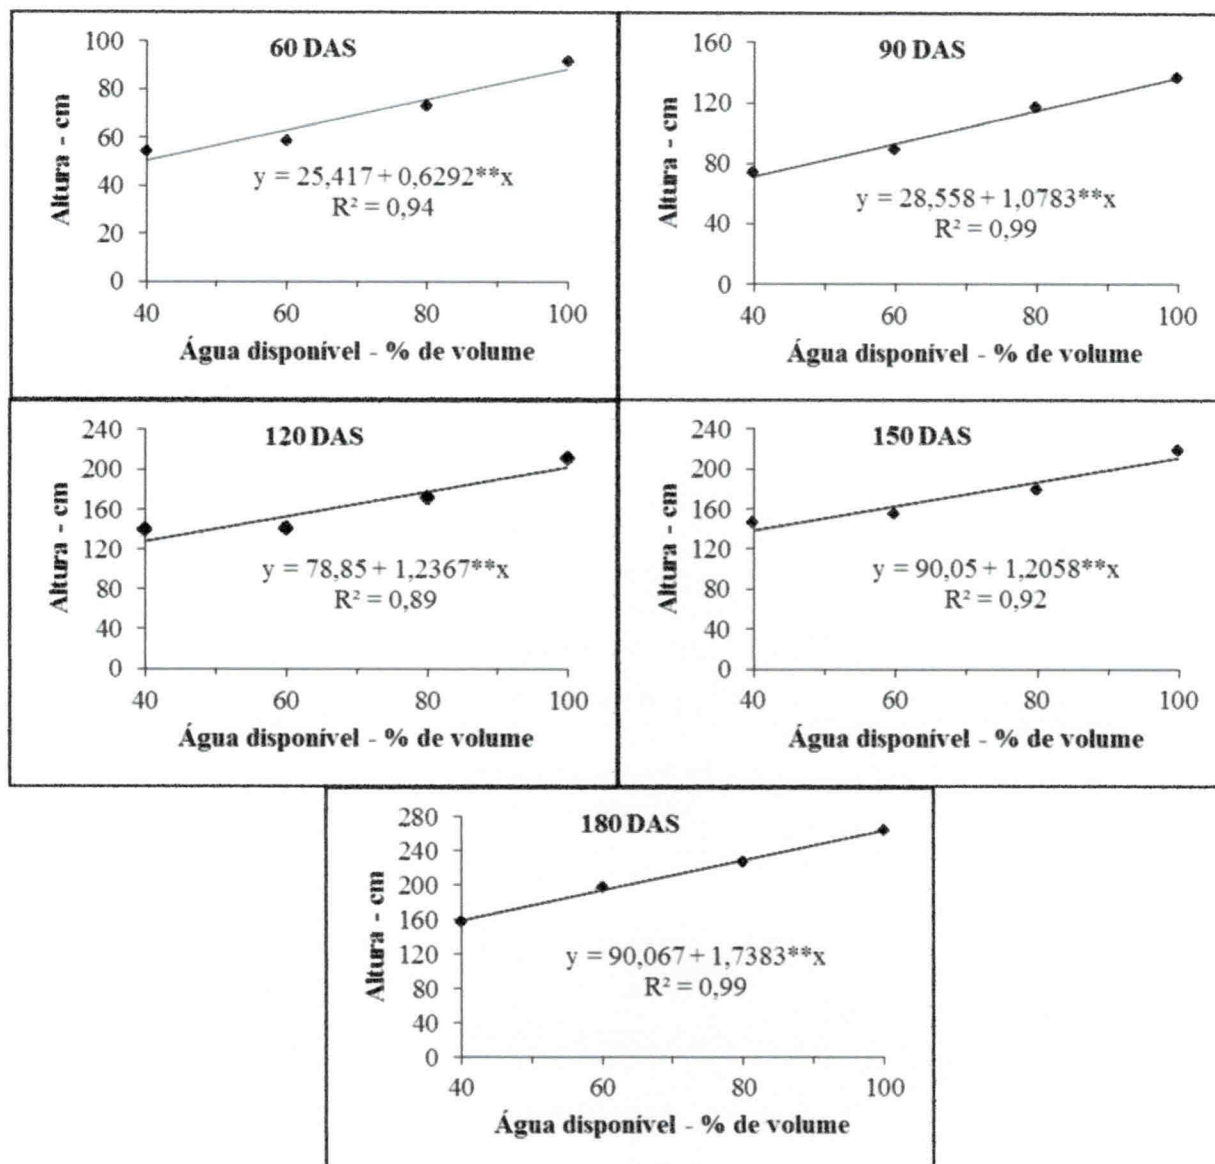 60 DAS
Altura - cm
100
80
60
40
20
0
y = 25,417 + 0,6292**x
R² = 0,94
40 60 80 100
Água disponível - % de volume
90 DAS
Altura - cm
160
120
80
40
0
y = 28,558 + 1,0783**x
R² = 0,99
40 60 80 100
Água disponível - % de volume
120 DAS
Altura - cm
240
200
160
120
80
40
0
y = 78,85 + 1,2367**x
R² = 0,89
40 60 80 100
Água disponível - % de volume
150 DAS
Altura - cm
240
200
160
120
80
40
0
y = 90,05 + 1,2058**x
R² = 0,92
40 60 80 100
Água disponível - % de volume
180 DAS
Altura - cm
280
240
200
160
120
80
40
0
y = 90,067 + 1,7383**x
R² = 0,99
40 60 80 100
Água disponível - % de volume